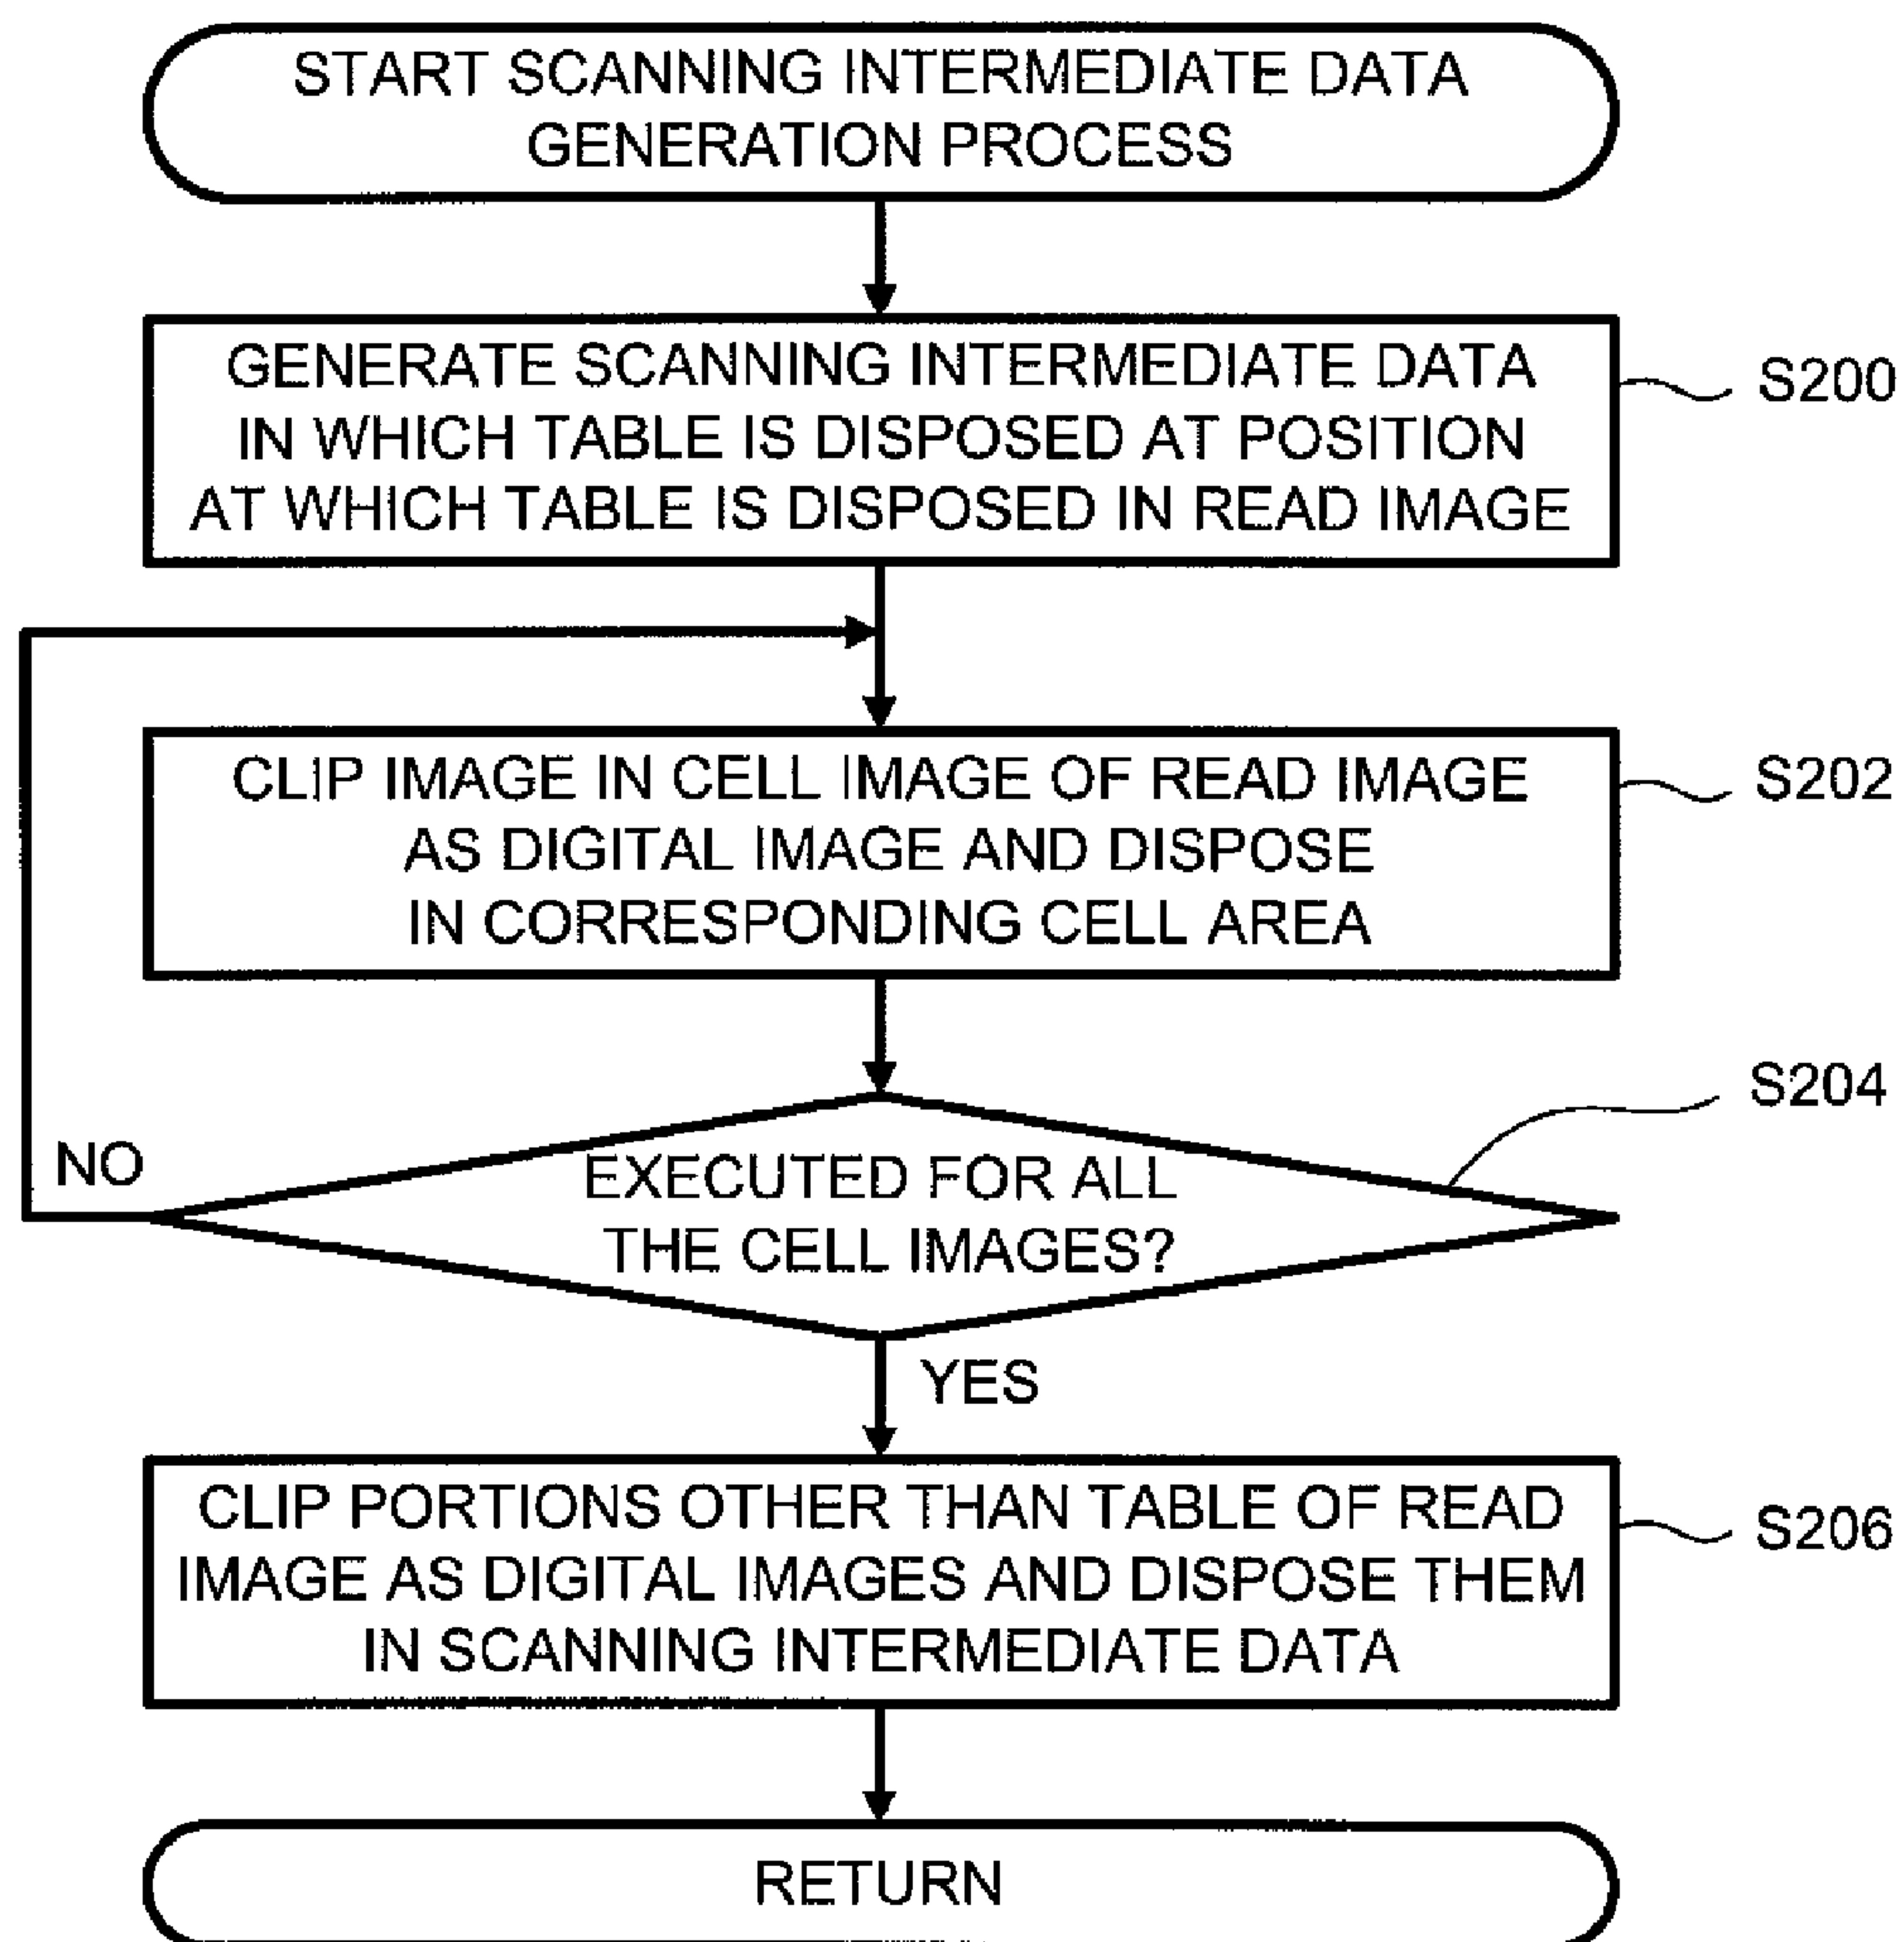 START SCANNING INTERMEDIATE DATA
GENERATION PROCESS
GENERATE SCANNING INTERMEDIATE DATA
IN WHICH TABLE IS DISPOSED AT POSITION
AT WHICH TABLE IS DISPOSED IN READ IMAGE
S200
CLIP IMAGE IN CELL IMAGE OF READ IMAGE
AS DIGITAL IMAGE AND DISPOSE
IN CORRESPONDING CELL AREA
S202
EXECUTED FOR ALL
THE CELL IMAGES?
S204
NO
YES
CLIP PORTIONS OTHER THAN TABLE OF READ
IMAGE AS DIGITAL IMAGES AND DISPOSE THEM
IN SCANNING INTERMEDIATE DATA
S206
RETURN